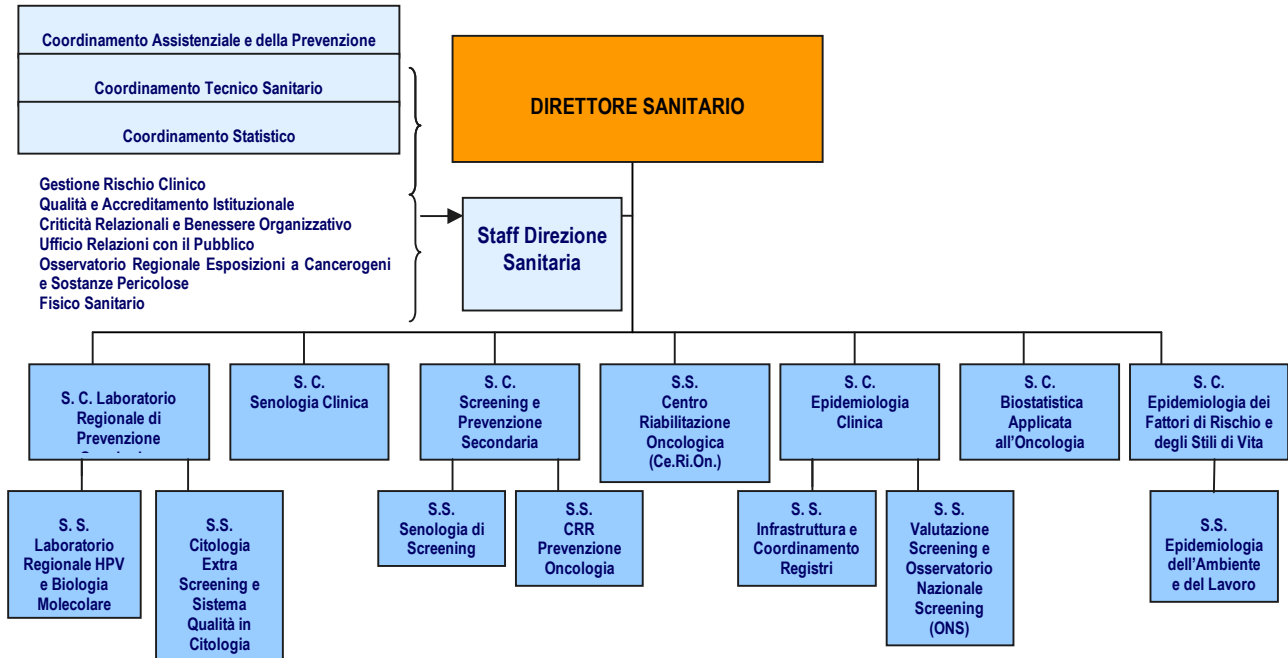 Coordinamento Assistenziale e della Prevenzione
Coordinamento Tecnico Sanitario
Coordinamento Statistico
DIRETTORE SANITARIO
Gestione Rischio Clinico
Qualità e Accreditamento Istituzionale
Criticità Relazionali e Benessere Organizzativo
Ufficio Relazioni con il Pubblico
Osservatorio Regionale Esposizioni a Cancerogeni
e Sostanze Pericolose
Fisico Sanitario
Staff Direzione
Sanitaria
S. C. Laboratorio
Regionale di
Prevenzione
S. C.
Senologia Clinica
S. C.
Screening e
Prevenzione
Secondaria
S.S.
Centro
Riabilitazione
Oncologica
(Ce.Ri.On.)
S. C.
Epidemiologia
Clinica
S. C.
Biostatistica
Applicata
all’Oncologia
S. C.
Epidemiologia dei
Fattori di Rischio e
degli Stili di Vita
S. S.
Laboratorio
Regionale HPV
e Biologia
Molecolare
S.S.
Citologia
Extra
Screening e
Sistema
Qualità in
Citologia
S.S.
Senologia di
Screening
S.S.
CRR
Prevenzione
Oncologia
S. S.
Infrastruttura e
Coordinamento
Registri
S. S.
Valutazione
Screening e
Osservatorio
Nazionale
Screening
(ONS)
S.S.
Epidemiologia
dell’Ambiente
e del Lavoro